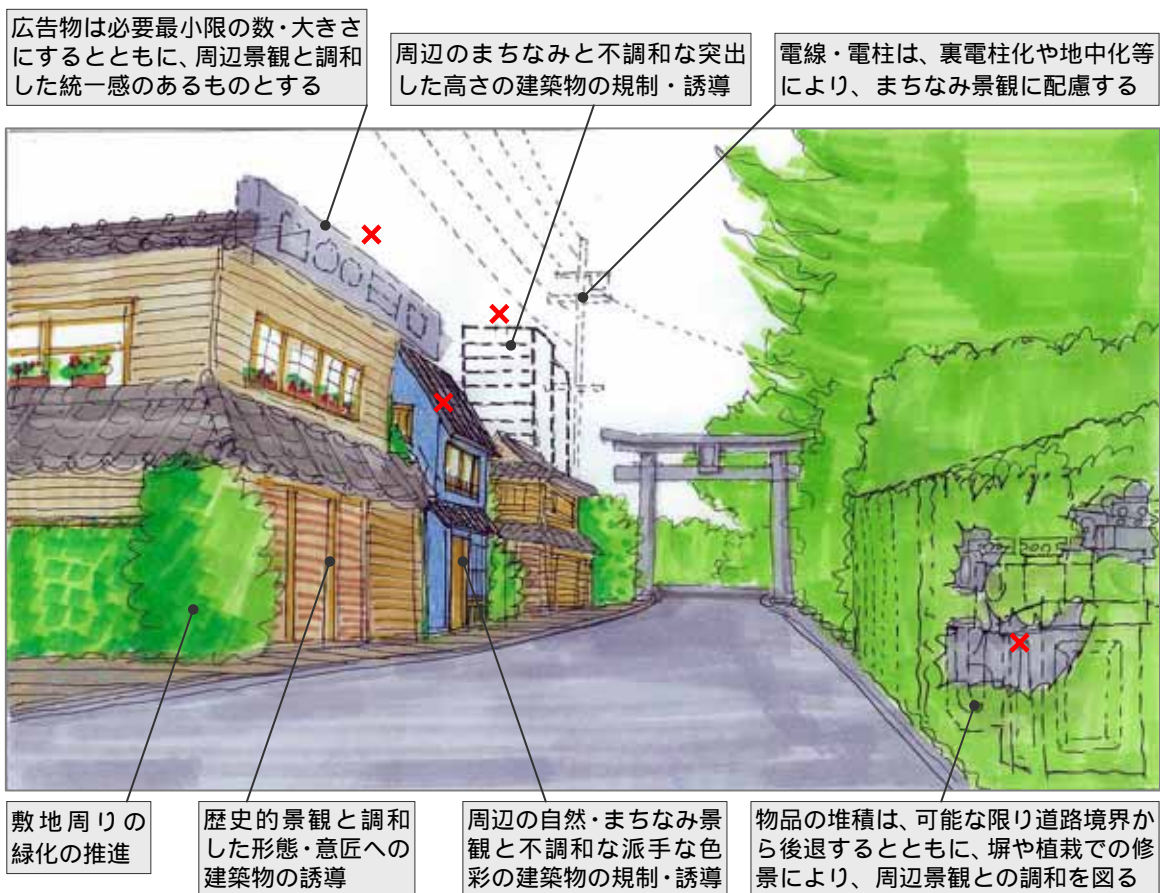 広告物は必要最小限の数・大きさ
にするとともに、周辺景観と調和
した統一感のあるものとする
周辺のまちなみと不調和な突出
した高さの建築物の規制・誘導
電線・電柱は、裏電柱化や地中化等
により、まちなみ景観に配慮する
敷地周りの
緑化の推進
歴史的景観と調和
した形態・意匠への
建築物の誘導
周辺の自然・まちなみ景
観と不調和な派手な色
彩の建築物の規制・誘導
物品の堆積は、可能な限り道路境界か
ら後退するとともに、塀や植栽での修
景により、周辺景観との調和を図る